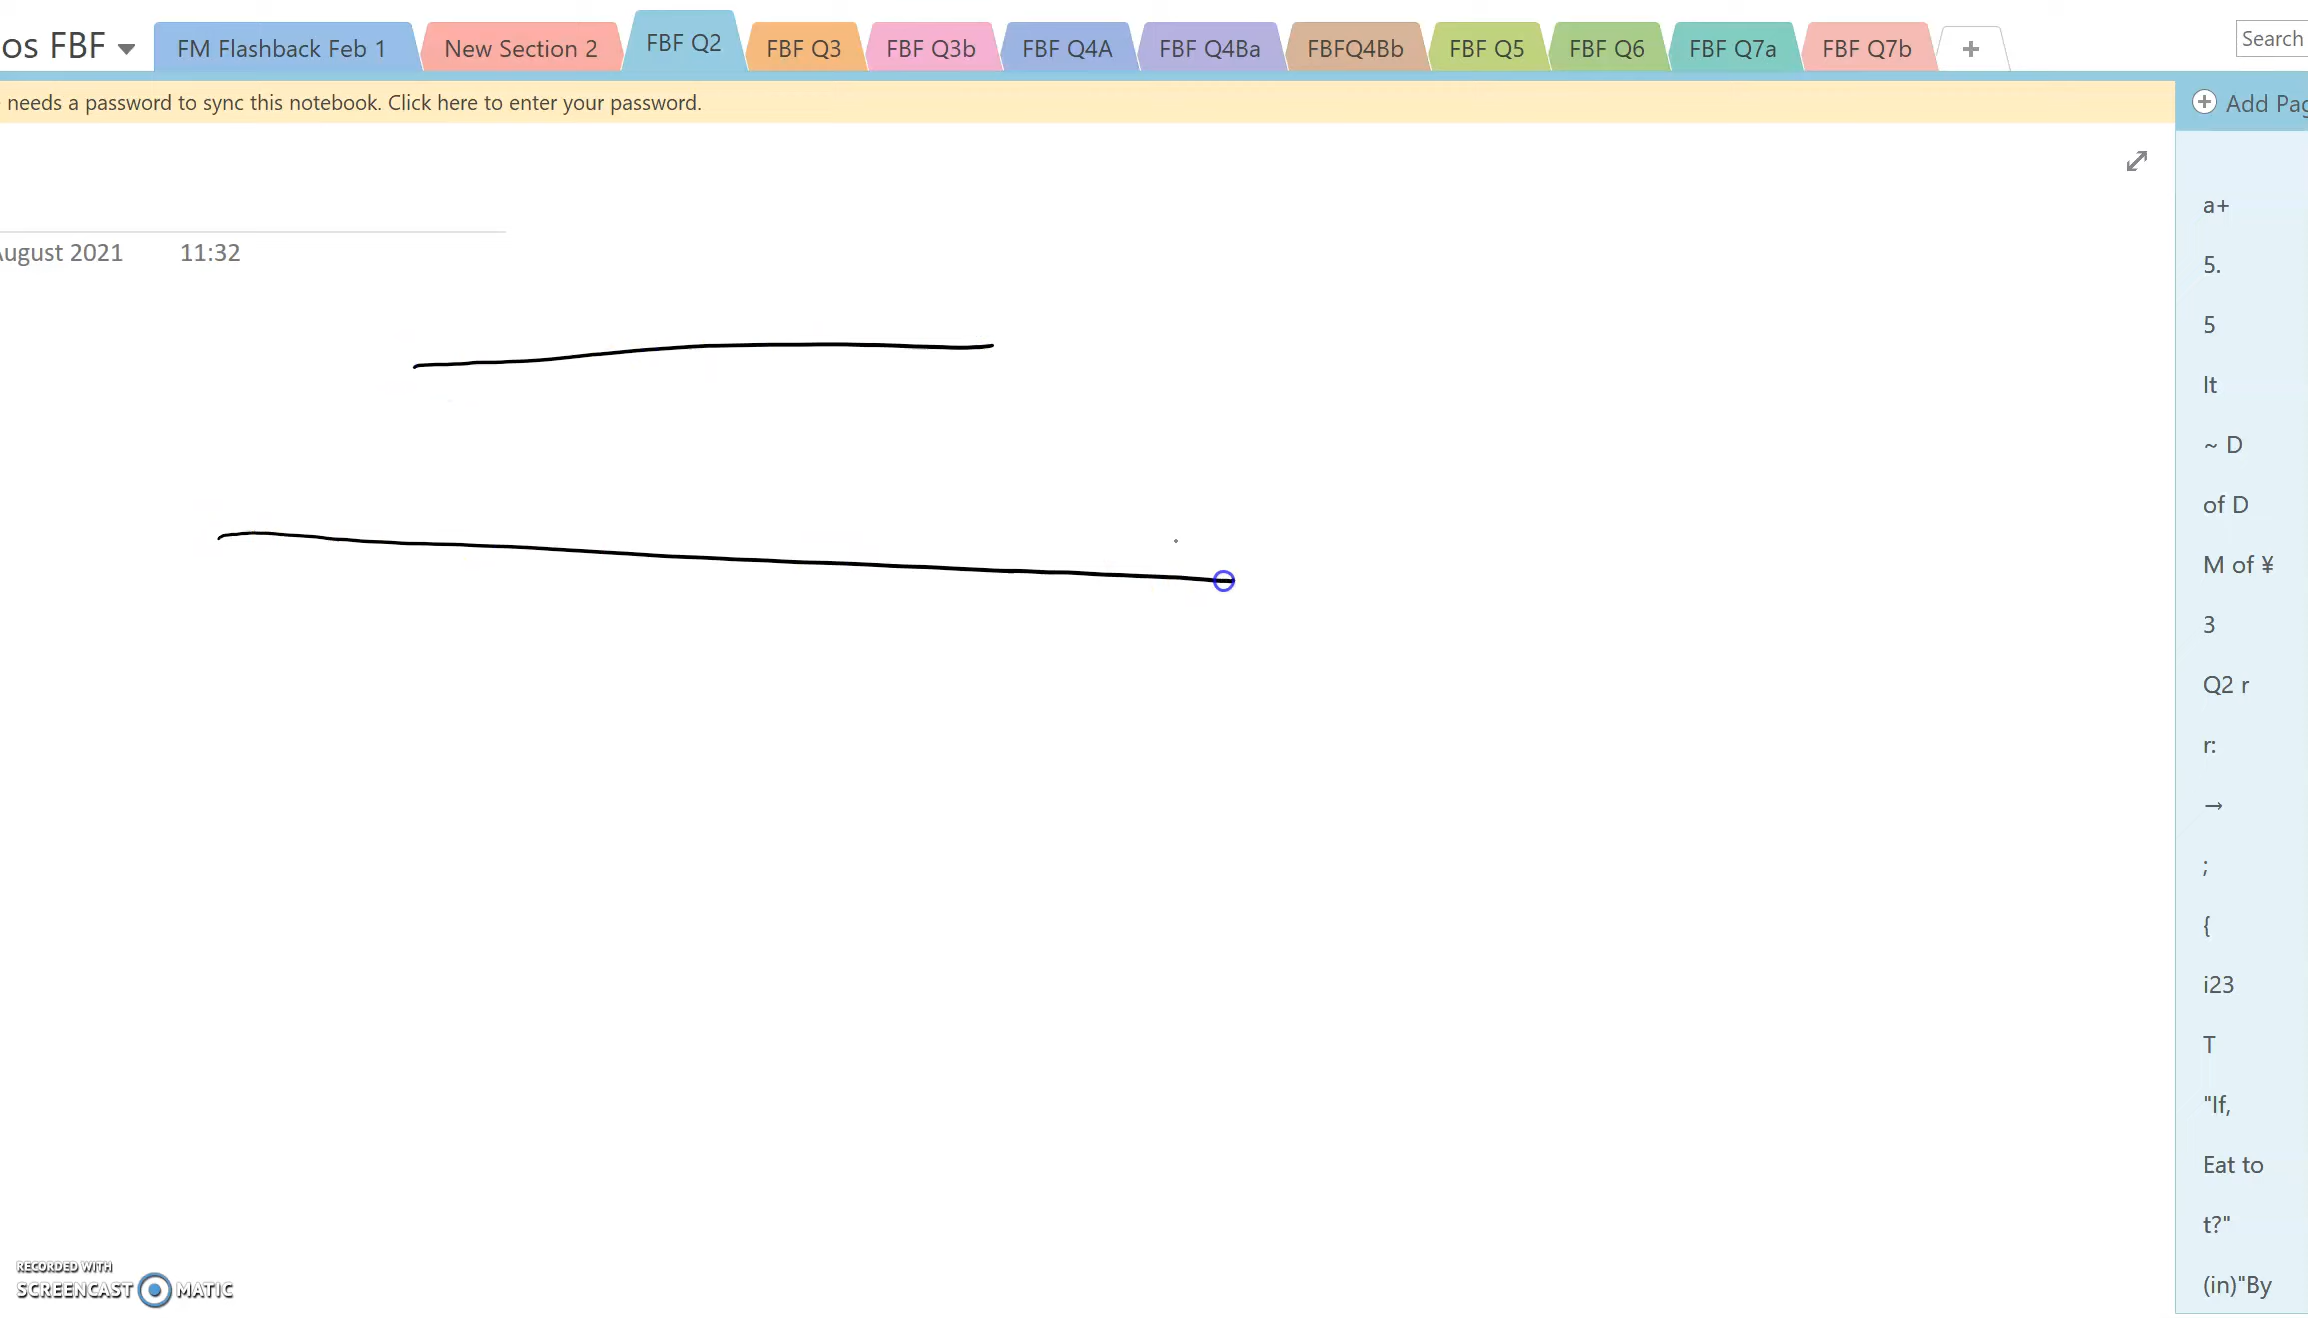 os FBF
FM Flashback Feb 1
New Section 2
FBF Q2
FBF Q3
FBF Q3b
FBF Q4A
FBF Q4Ba
FBFQ4Bb
FBF Q5
FBF Q6
FBF Q7a
FBF Q7b
Search
needs a password to sync this notebook. Click here to enter your password.
Add Pag
August 2021 11:32
a+
5.
5
It
~ D
of D
M of ¥
3
Q2 r
r:
→
;
{
i23
T
"If,
Eat to
t?"
(in)"By
RECORDED WITH
SCREENCAST MATIC